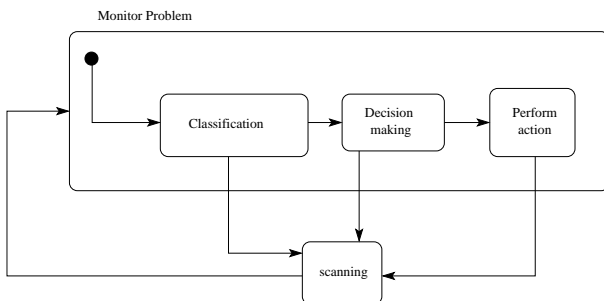 Monitor Problem
Classification
Decision
making
Perform
action
scanning